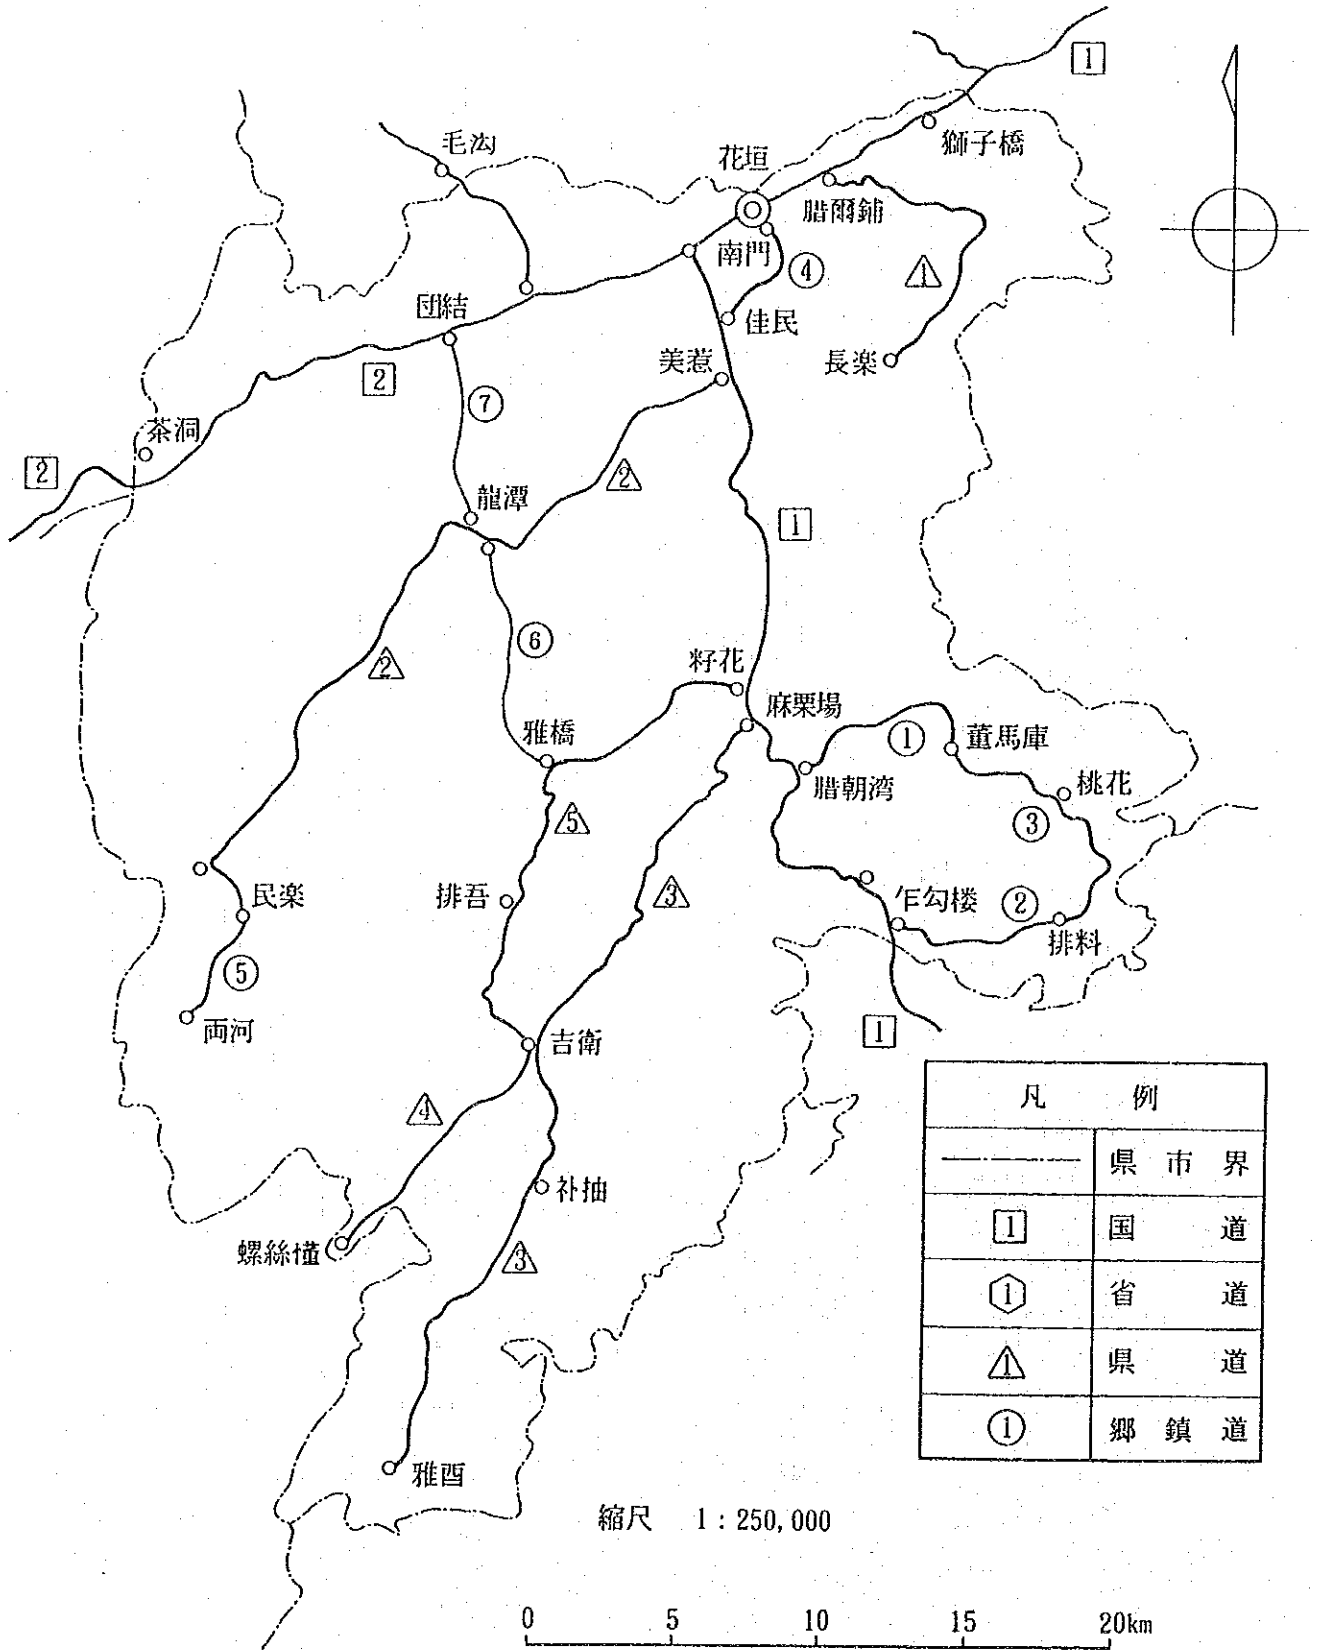 1
毛沟
花垣
獅子橋
腊爾鋪
南門
4
1
団結
佳民
美惹
長楽
2
7
茶洞
2
2
龍潭
1
6
2
籽花
麻栗場
雅橋
1
董馬庫
腊朝湾
桃花
5
3
民楽
排吾
3
乍勾楼
2
排料
5
両河
吉衛
1
4
补抽
螺絲
3
雅酉
凡 例
県 市 界
1 国 道
1 省 道
1 県 道
1 郷 鎮 道
縮尺 1:250,000
0 5 10 15 20km